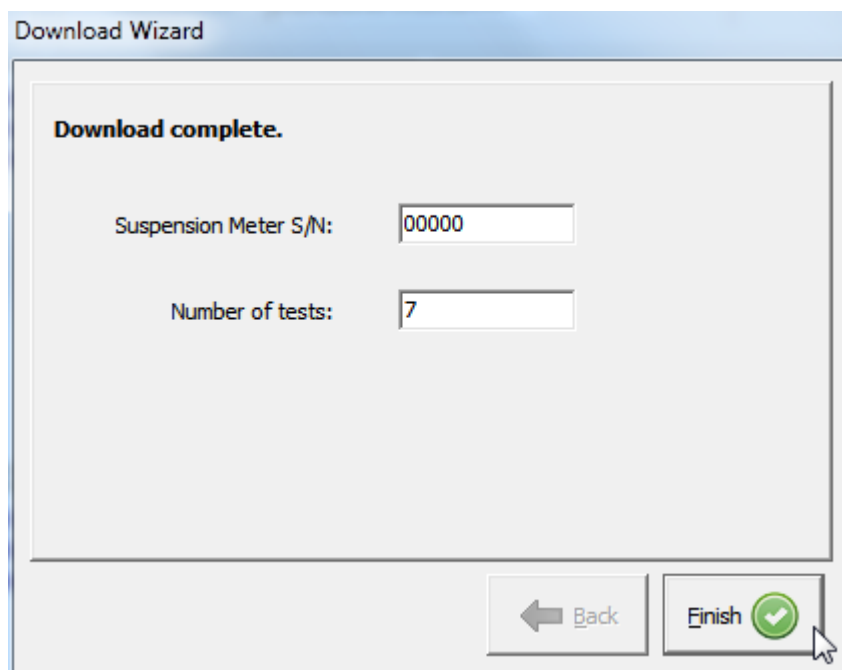 Download Wizard
Download complete.
Suspension Meter S/N: 00000
Number of tests: 7
Back
Finish